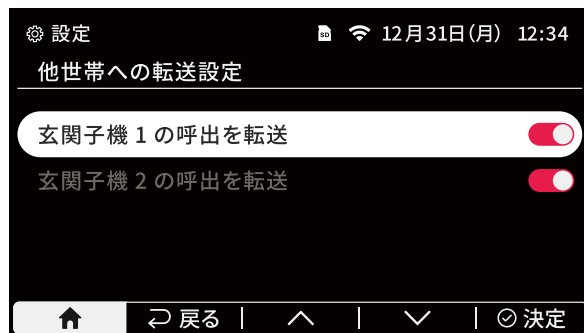 設定 SD 12月31日(月) 12:34
他世帯への転送設定
玄関子機 1 の呼出を転送
玄関子機 2 の呼出を転送
戻る 決定